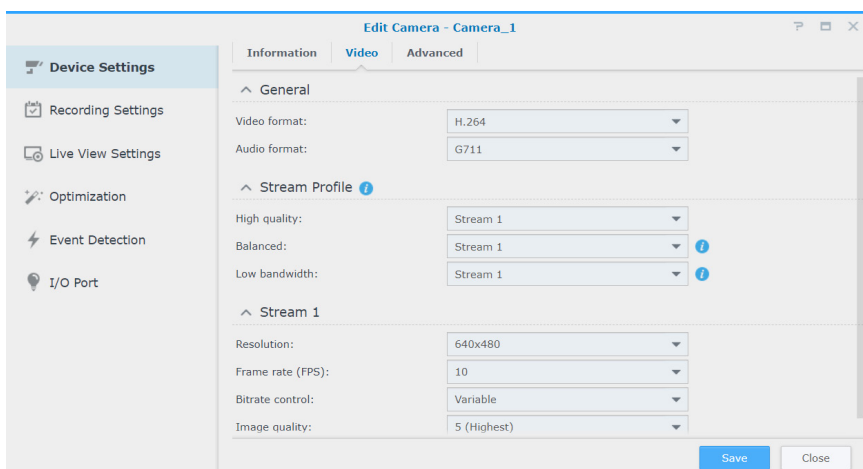 Edit Camera - Camera_1
Information Video Advanced
Device Settings
Recording Settings
Live View Settings
Optimization
Event Detection
I/O Port
General
Video format: H.264
Audio format: G711
Stream Profile
High quality: Stream 1
Balanced: Stream 1
Low bandwidth: Stream 1
Stream 1
Resolution: 640x480
Frame rate (FPS): 10
Bitrate control: Variable
Image quality: 5 (Highest)
Save Close